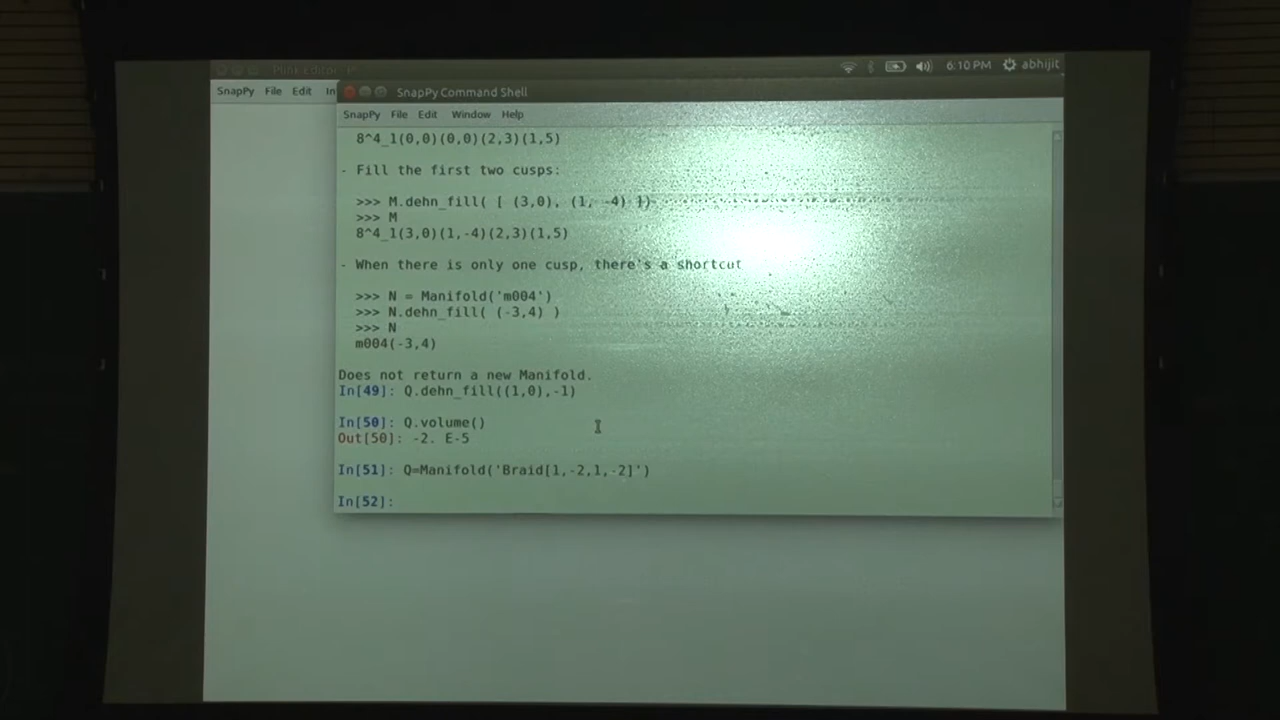 6:10 PM abhijit
SnapPy File Edit In
SnapPy Command Shell
SnapPy File Edit Window Help
8^4_1(0,0)(0,0)(2,3)(1,5)
- Fill the first two cusps:
>>> M.dehn_fill( [ (3,0), (1, -4) ])
>>> M
8^4_1(3,0)(1,-4)(2,3)(1,5)
- When there is only one cusp, there's a shortcut
>>> N = Manifold('m004')
>>> N.dehn_fill( (-3,4) )
>>> N
m004(-3,4)
Does not return a new Manifold.
In[49]: Q.dehn_fill((1,0),-1)
In[50]: Q.volume()
Out[50]: -2. E-5
In[51]: Q=Manifold('Braid[1,-2,1,-2]')
In[52]: